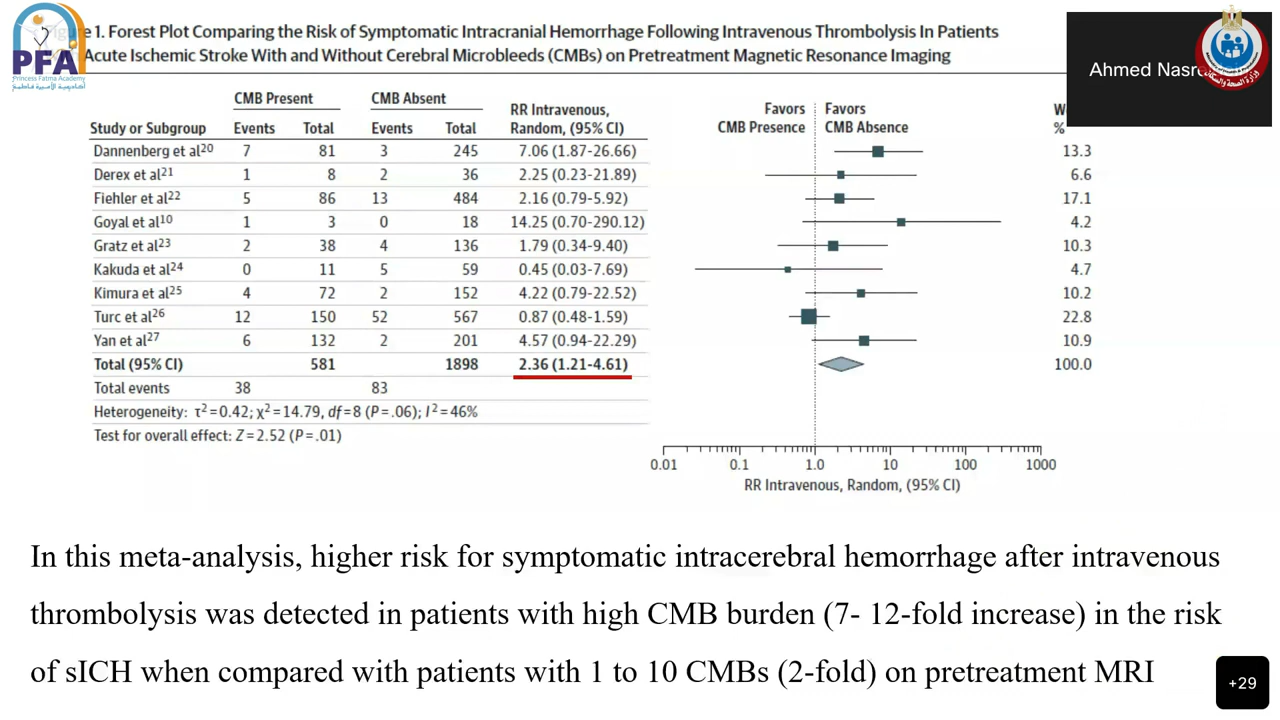 1. Forest Plot Comparing the Risk of Symptomatic Intracranial Hemorrhage Following Intravenous Thrombolysis In Patients
Acute Ischemic Stroke With and Without Cerebral Microbleeds (CMBs) on Pretreatment Magnetic Resonance Imaging
PFA
Princess Fatma Academy
أكاديمية الأميرة فاطمة
Ahmed
وزارة الصحة والسكان
CMB Present CMB Absent RR Intravenous, Favors Favors
Study or Subgroup Events Total Events Total Random, (95% CI) CMB Presence CMB Absence %
Dannenberg et al20 7 81 3 245 7.06 (1.87-26.66) 13.3
Derex et al21 1 8 2 36 2.25 (0.23-21.89) 6.6
Fiehler et al22 5 86 13 484 2.16 (0.79-5.92) 17.1
Goyal et al10 1 3 0 18 14.25 (0.70-290.12) 4.2
Gratz et al23 2 38 4 136 1.79 (0.34-9.40) 10.3
Kakuda et al24 0 11 5 59 0.45 (0.03-7.69) 4.7
Kimura et al25 4 72 2 152 4.22 (0.79-22.52) 10.2
Turc et al26 12 150 52 567 0.87 (0.48-1.59) 22.8
Yan et al27 6 132 2 201 4.57 (0.94-22.29) 10.9
Total (95% CI) 581 1898 2.36 (1.21-4.61) 100.0
Total events 38 83
Heterogeneity: τ2=0.42; χ2=14.79, df=8 (P=.06); I2=46%
Test for overall effect: Z=2.52 (P=.01)
0.01 0.1 1.0 10 100 1000
RR Intravenous, Random, (95% CI)
In this meta-analysis, higher risk for symptomatic intracerebral hemorrhage after intravenous
thrombolysis was detected in patients with high CMB burden (7- 12-fold increase) in the risk
of sICH when compared with patients with 1 to 10 CMBs (2-fold) on pretreatment MRI
+29